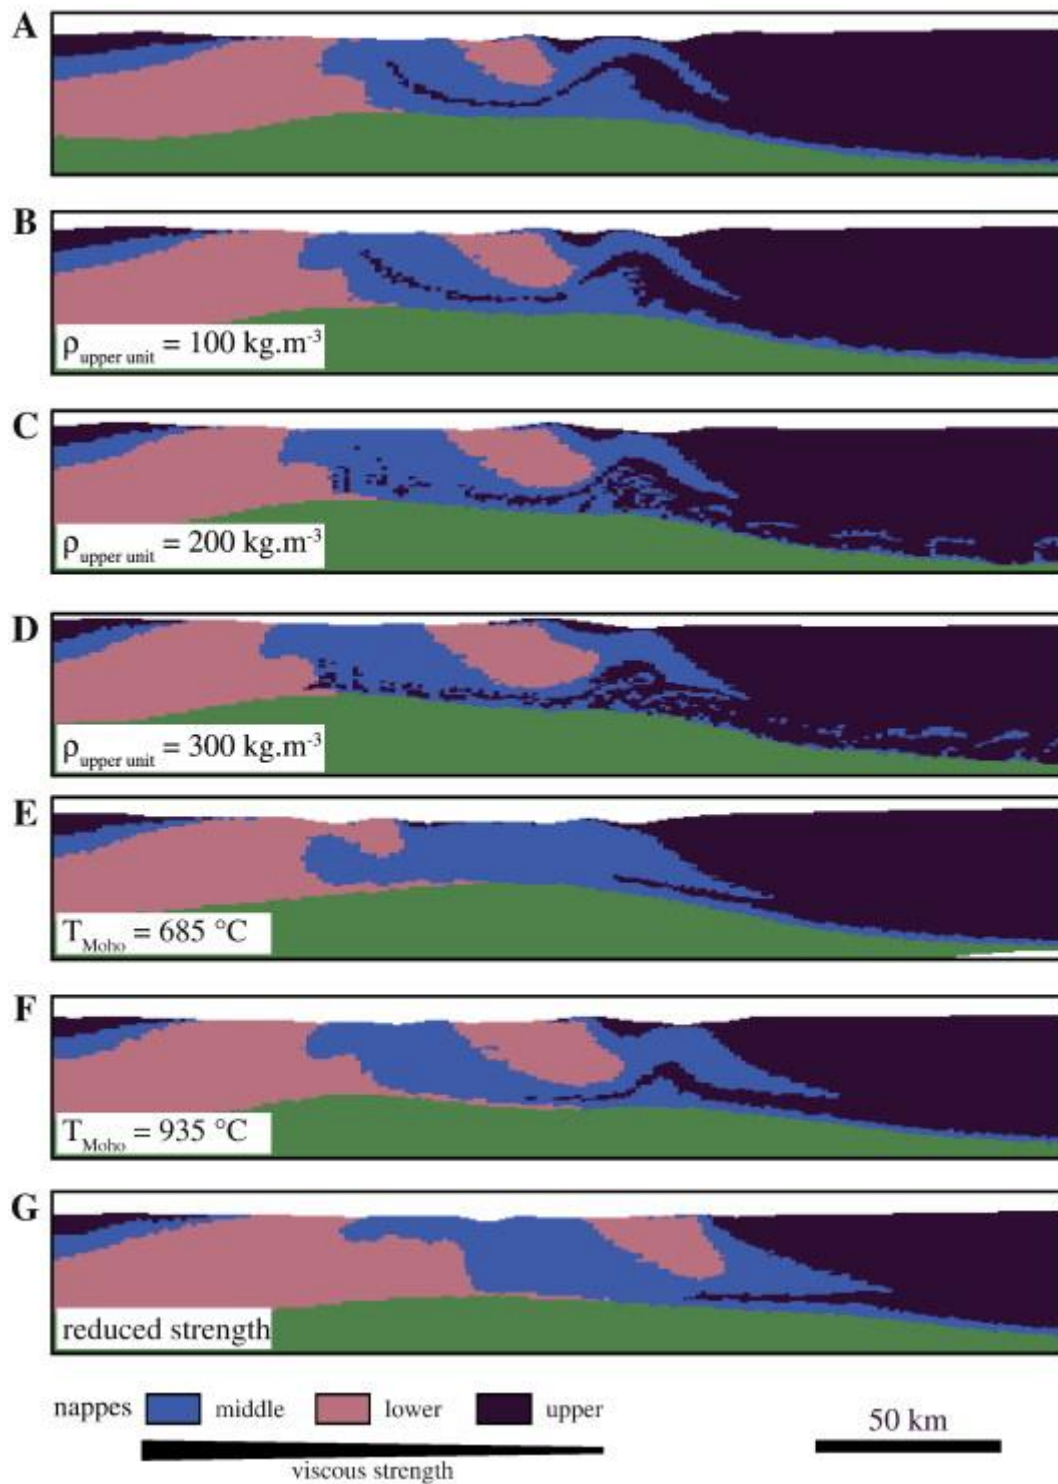 A
B
ρupper unit = 100 kg.m-3
C
ρupper unit = 200 kg.m-3
D
ρupper unit = 300 kg.m-3
E
TMoho = 685 °C
F
TMoho = 935 °C
G
reduced strength
nappes middle lower upper
50 km
viscous strength